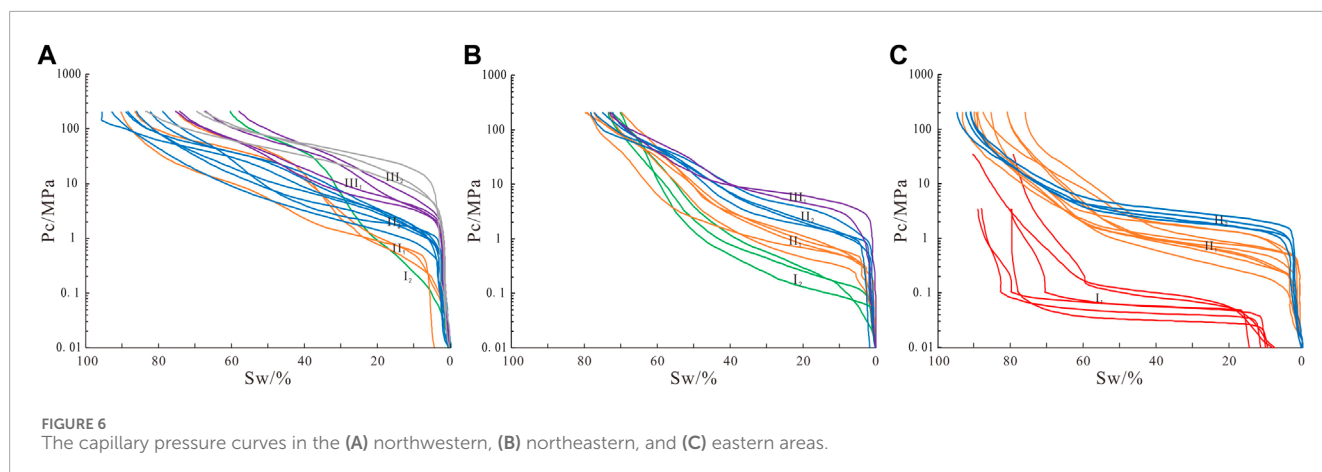 A
B
C
1000
100
10
1
0.1
0.01
Pc/MPa
100
80
60
40
20
0
Sw/%
III₁
III₂
II₂
II₁
I₂
1000
100
10
1
0.1
0.01
Pc/MPa
100
80
60
40
20
0
Sw/%
III₁
II₂
II₁
I₂
1000
100
10
1
0.1
0.01
Pc/MPa
100
80
60
40
20
0
Sw/%
II₂
II₁
FIGURE 6
The capillary pressure curves in the (A) northwestern, (B) northeastern, and (C) eastern areas.